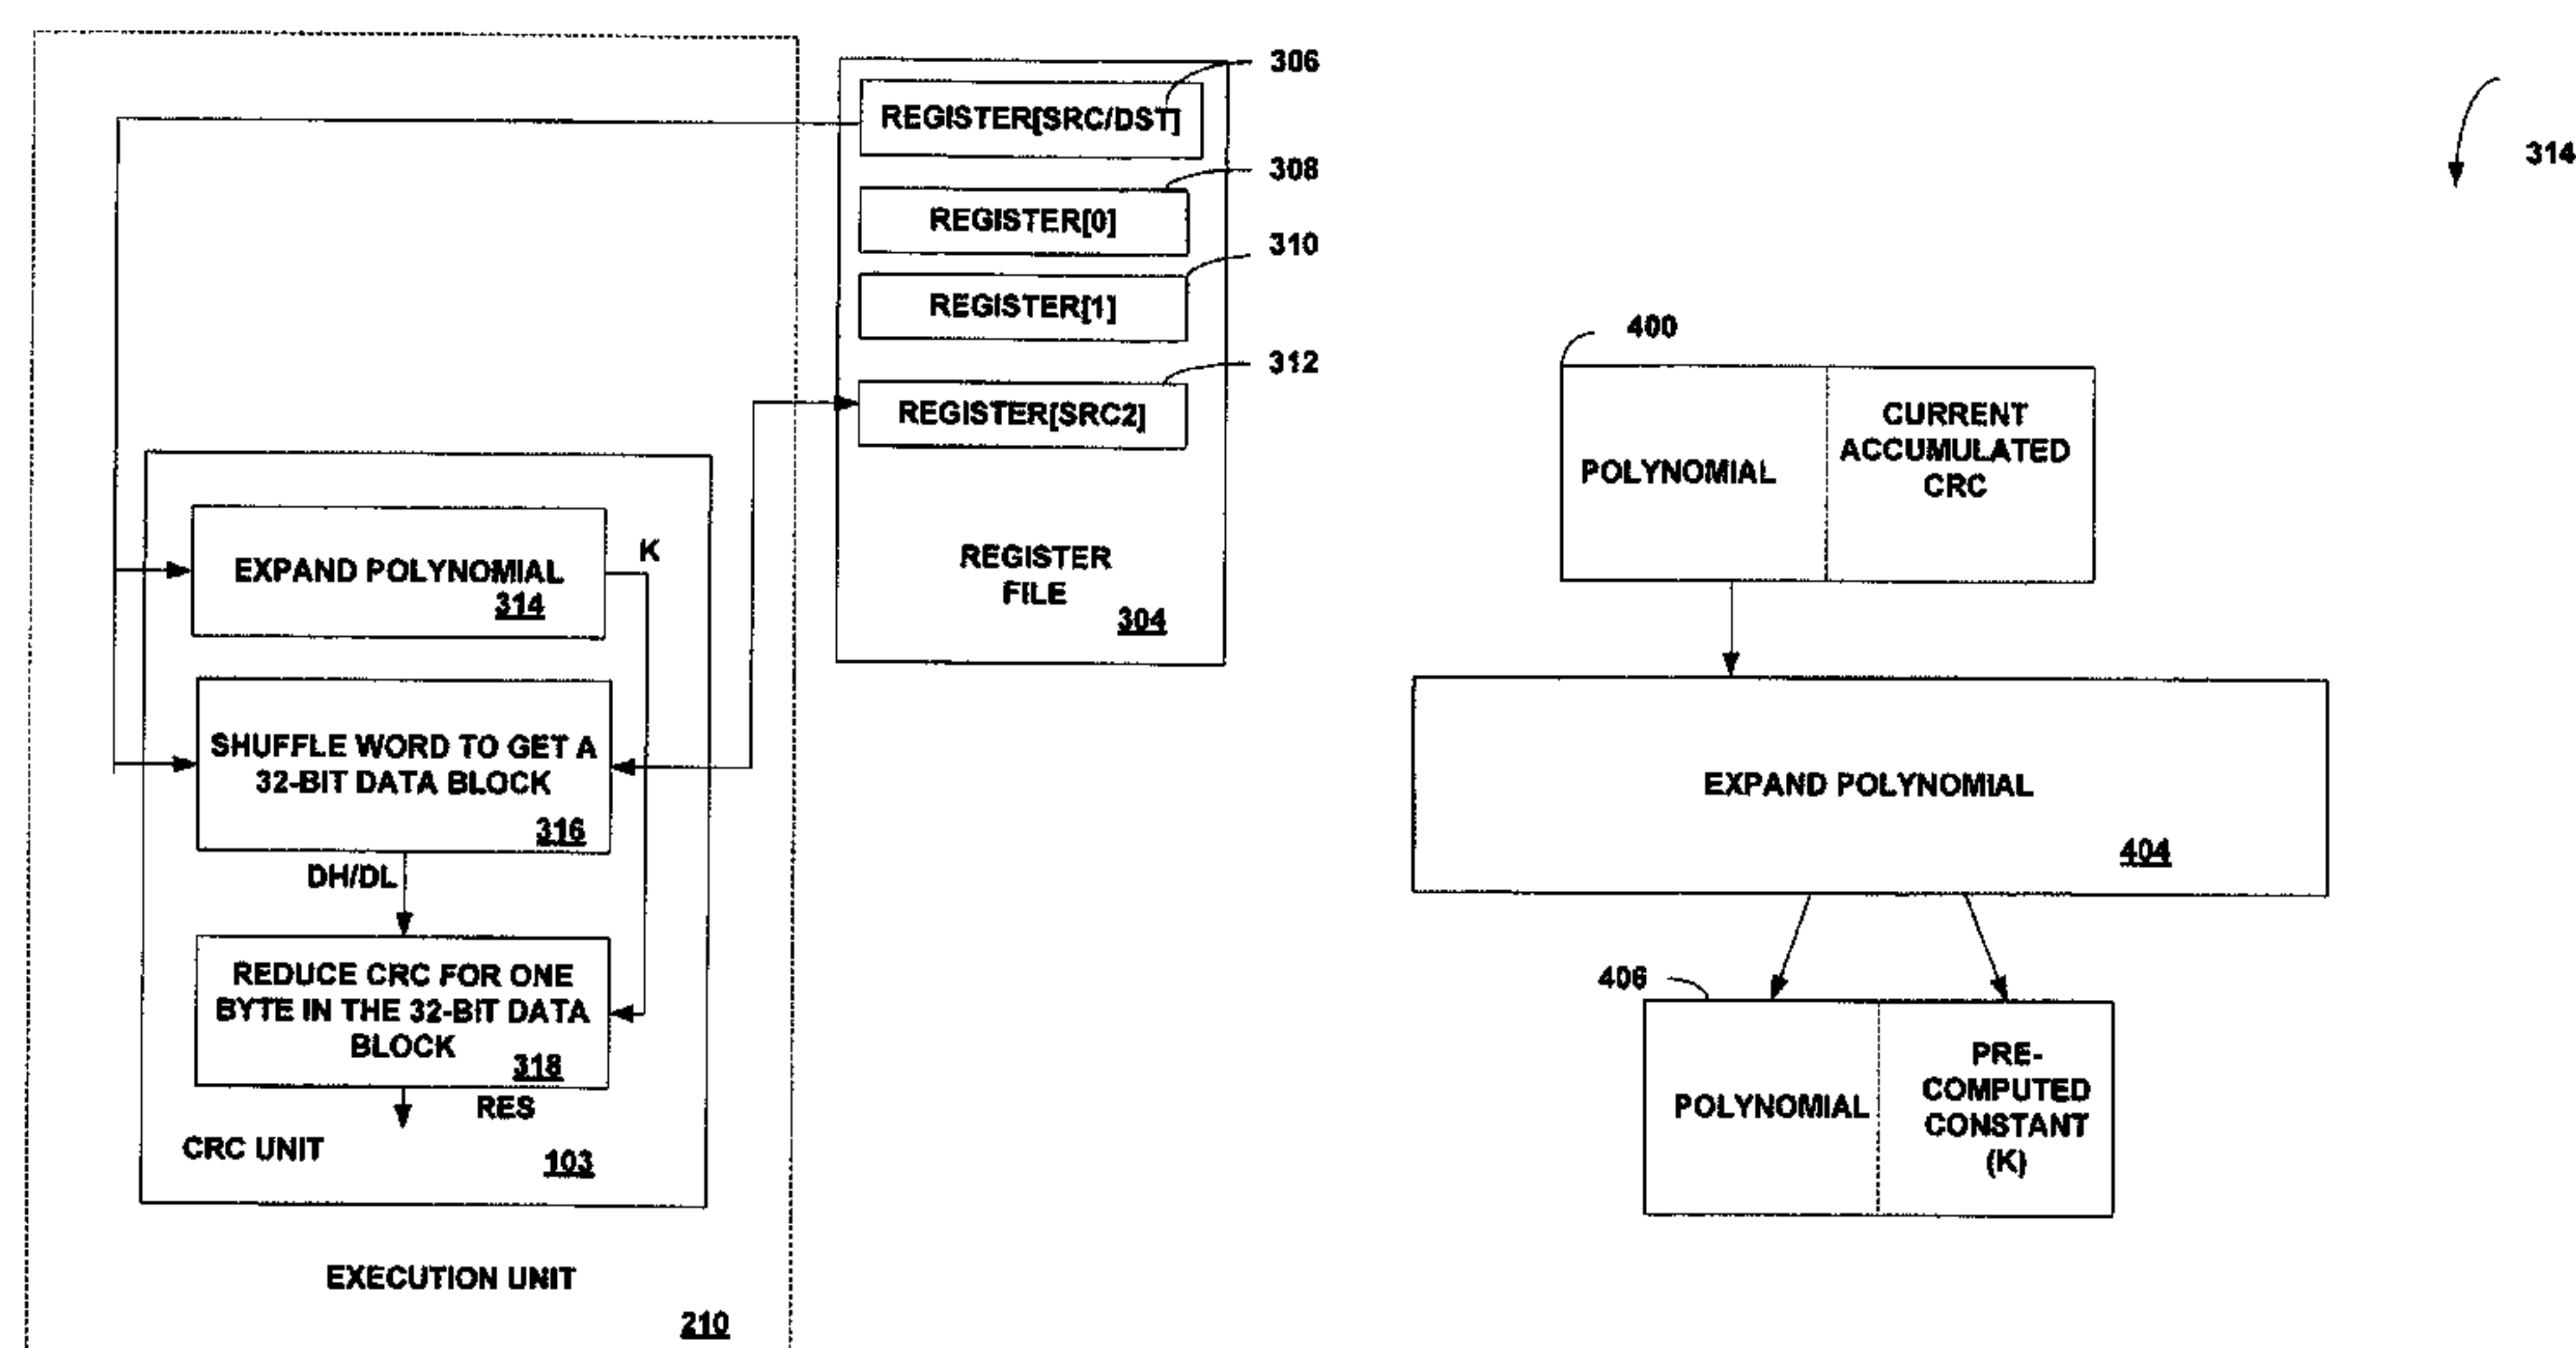 306
REGISTER[SRC/DST]
308
REGISTER[0]
310
REGISTER[1]
312
REGISTER[SRC2]
REGISTER
FILE
304
EXPAND POLYNOMIAL
314
K
SHUFFLE WORD TO GET A
32-BIT DATA BLOCK
316
DH/DL
REDUCE CRC FOR ONE
BYTE IN THE 32-BIT DATA
BLOCK
318
RES
CRC UNIT
103
EXECUTION UNIT
210
314
400
POLYNOMIAL
CURRENT
ACCUMULATED
CRC
EXPAND POLYNOMIAL
404
406
POLYNOMIAL
PRE-
COMPUTED
CONSTANT
(K)